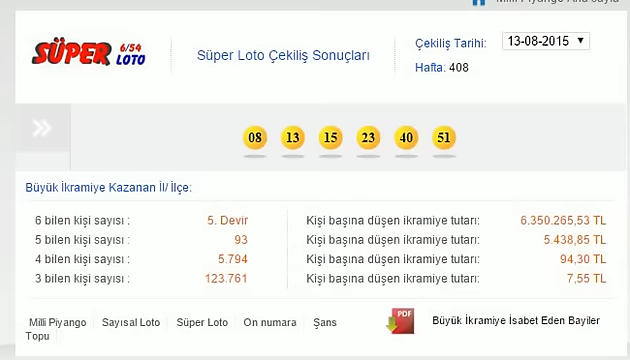 Milli Piyango Ana sayfa
SÜPER 6/54 LOTO
Süper Loto Çekiliş Sonuçları
Çekiliş Tarihi: 13-08-2015
Hafta: 408
08 13 15 23 40 51
Büyük İkramiye Kazanan İl/ İlçe:
6 bilen kişi sayısı : 5. Devir Kişi başına düşen ikramiye tutarı: 6.350.265,53 TL
5 bilen kişi sayısı : 93 Kişi başına düşen ikramiye tutarı: 5.438,85 TL
4 bilen kişi sayısı : 5.794 Kişi başına düşen ikramiye tutarı: 94,30 TL
3 bilen kişi sayısı : 123.761 Kişi başına düşen ikramiye tutarı: 7,55 TL
Milli Piyango Sayısal Loto Süper Loto On numara Şans
Topu
PDF Büyük İkramiye İsabet Eden Bayiler